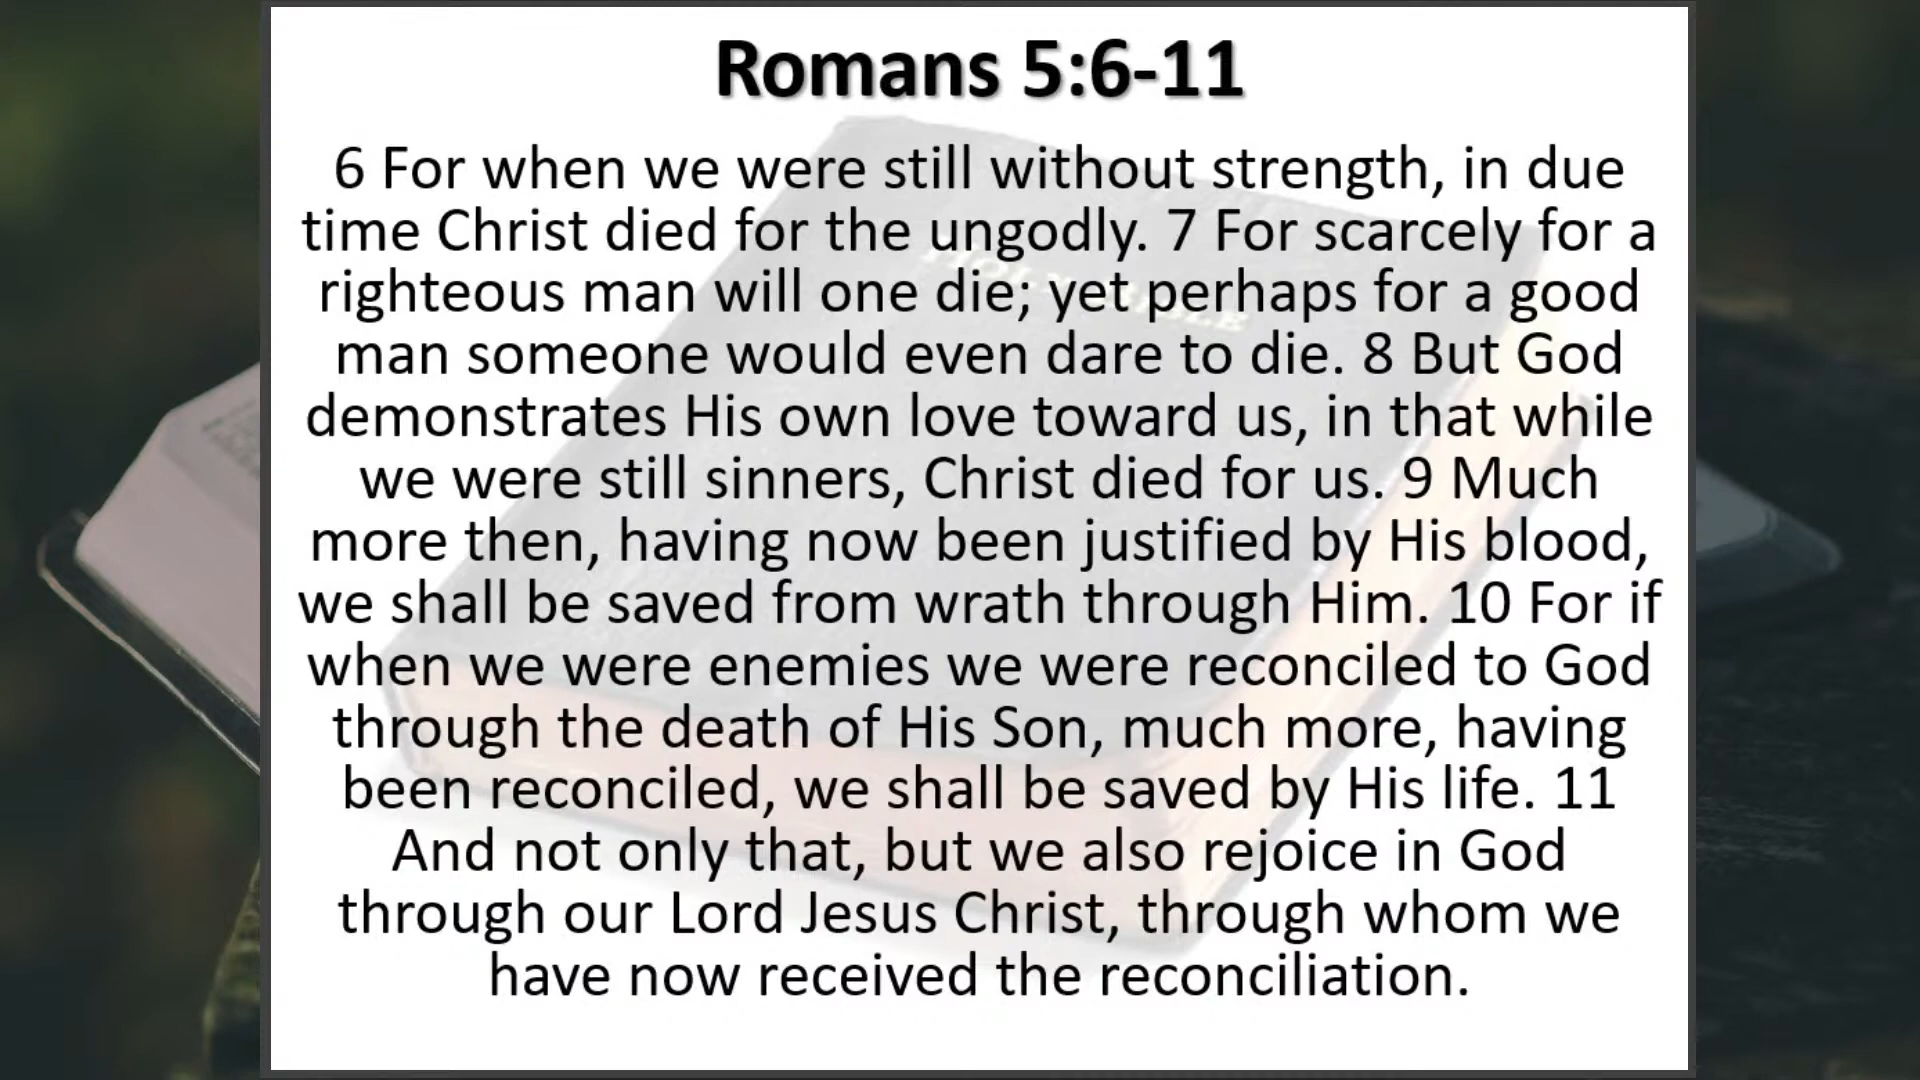 Romans 5:6-11
6 For when we were still without strength, in due
time Christ died for the ungodly. 7 For scarcely for a
righteous man will one die; yet perhaps for a good
man someone would even dare to die. 8 But God
demonstrates His own love toward us, in that while
we were still sinners, Christ died for us. 9 Much
more then, having now been justified by His blood,
we shall be saved from wrath through Him. 10 For if
when we were enemies we were reconciled to God
through the death of His Son, much more, having
been reconciled, we shall be saved by His life. 11
And not only that, but we also rejoice in God
through our Lord Jesus Christ, through whom we
have now received the reconciliation.
HOLY BIBLE